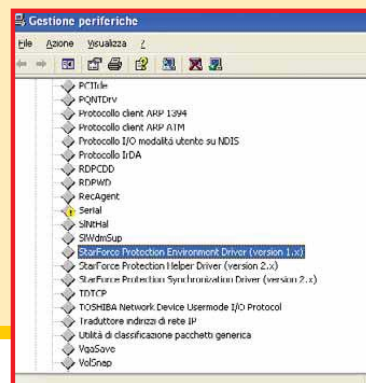 Gestione periferiche
File Azione Visualizza ?
PCIIde
PQNTDrv
Protocollo client ARP 1394
Protocollo client ARP ATM
Protocollo I/O modalità utente su NDIS
Protocollo IrDA
RDPCDD
RDPWD
RecAgent
Serial
SlNtHal
SlWdmSup
StarForce Protection Environment Driver (version 1.x)
StarForce Protection Helper Driver (version 2.x)
StarForce Protection Synchronization Driver (version 2.x)
TDTCP
TOSHIBA Network Device Usermode I/O Protocol
Traduttore indirizzi di rete IP
Utilità di classificazione pacchetti generica
VgaSave
VolSnap